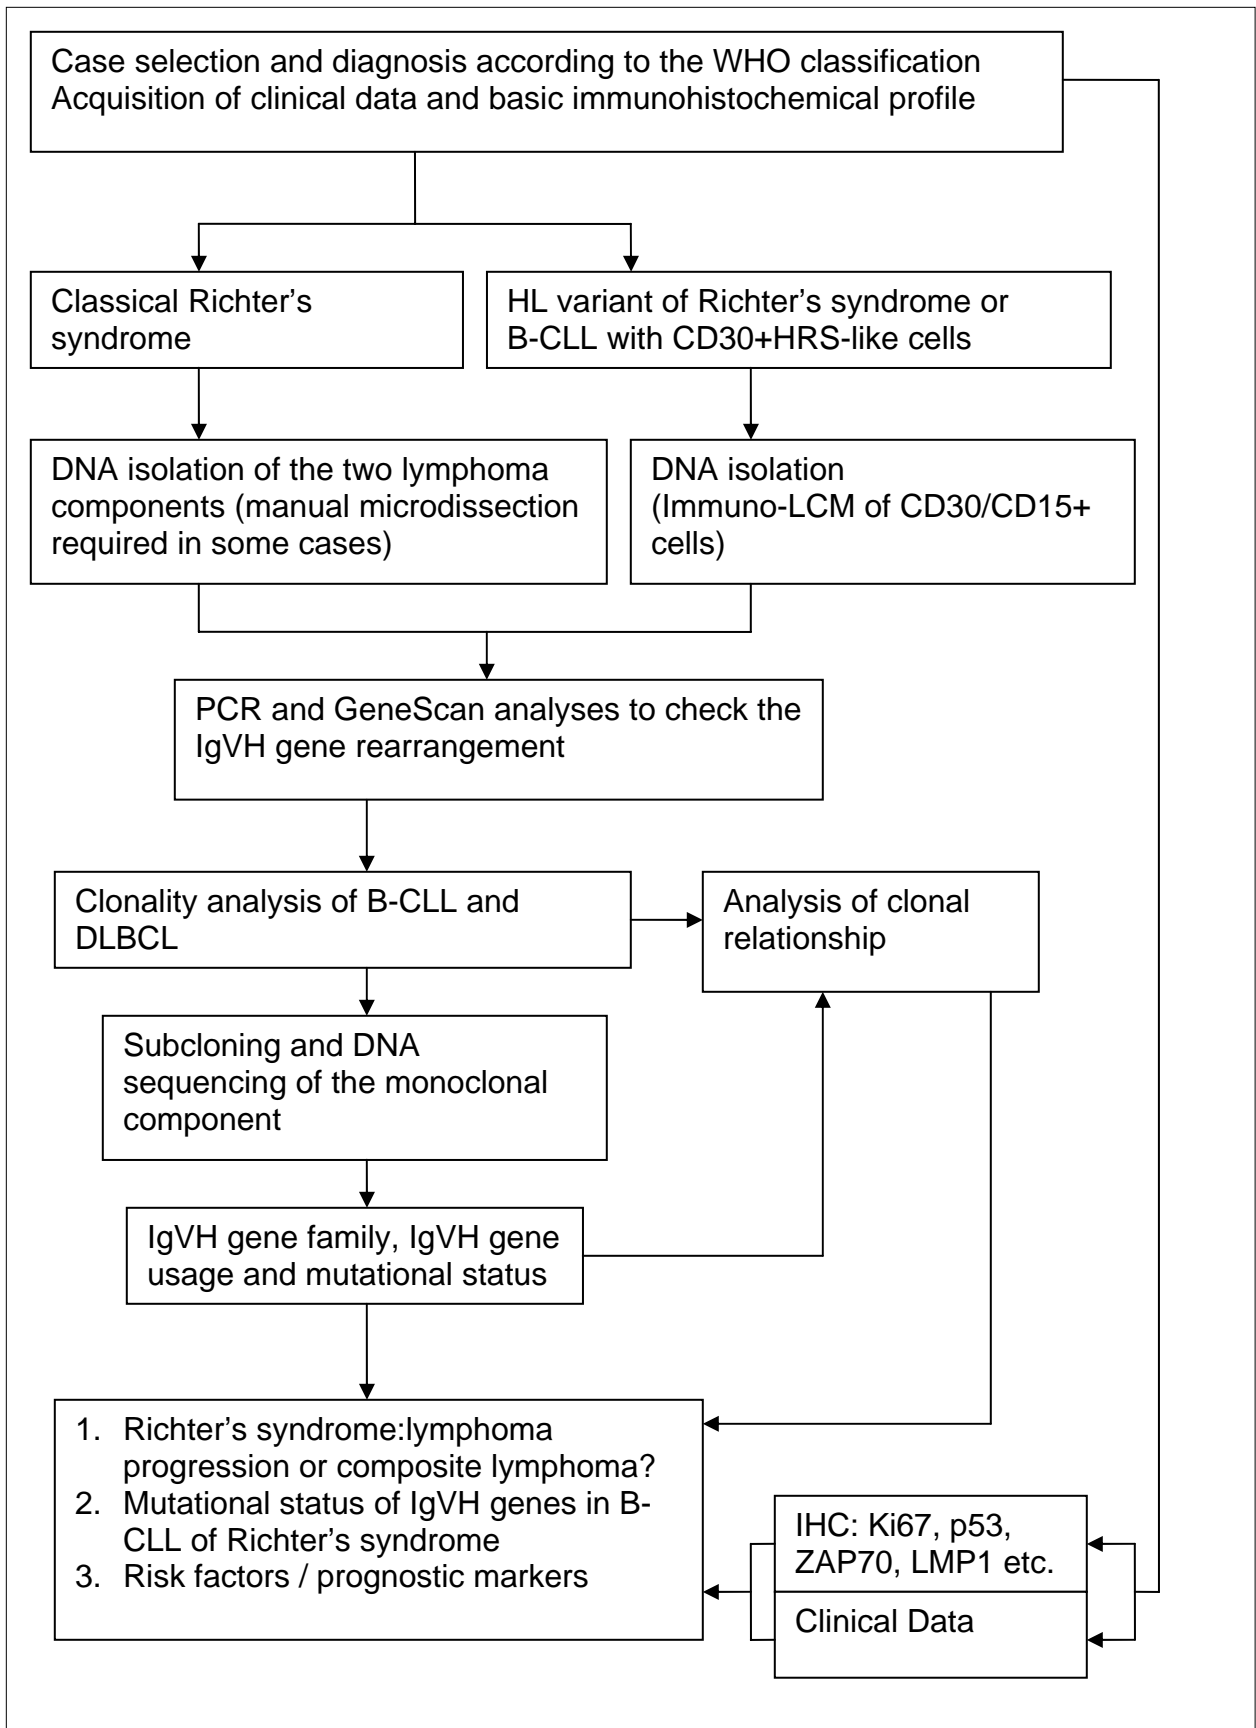 Case selection and diagnosis according to the WHO classification
Acquisition of clinical data and basic immunohistochemical profile
Classical Richter's
syndrome
HL variant of Richter's syndrome or
B-CLL with CD30+HRS-like cells
DNA isolation of the two lymphoma
components (manual microdissection
required in some cases)
DNA isolation
(Immuno-LCM of CD30/CD15+
cells)
PCR and GeneScan analyses to check the
IgVH gene rearrangement
Clonality analysis of B-CLL and
DLBCL
Analysis of clonal
relationship
Subcloning and DNA
sequencing of the monoclonal
component
IgVH gene family, IgVH gene
usage and mutational status
1. Richter's syndrome:lymphoma
progression or composite lymphoma?
2. Mutational status of IgVH genes in B-
CLL of Richter's syndrome
3. Risk factors / prognostic markers
IHC: Ki67, p53,
ZAP70, LMP1 etc.
Clinical Data